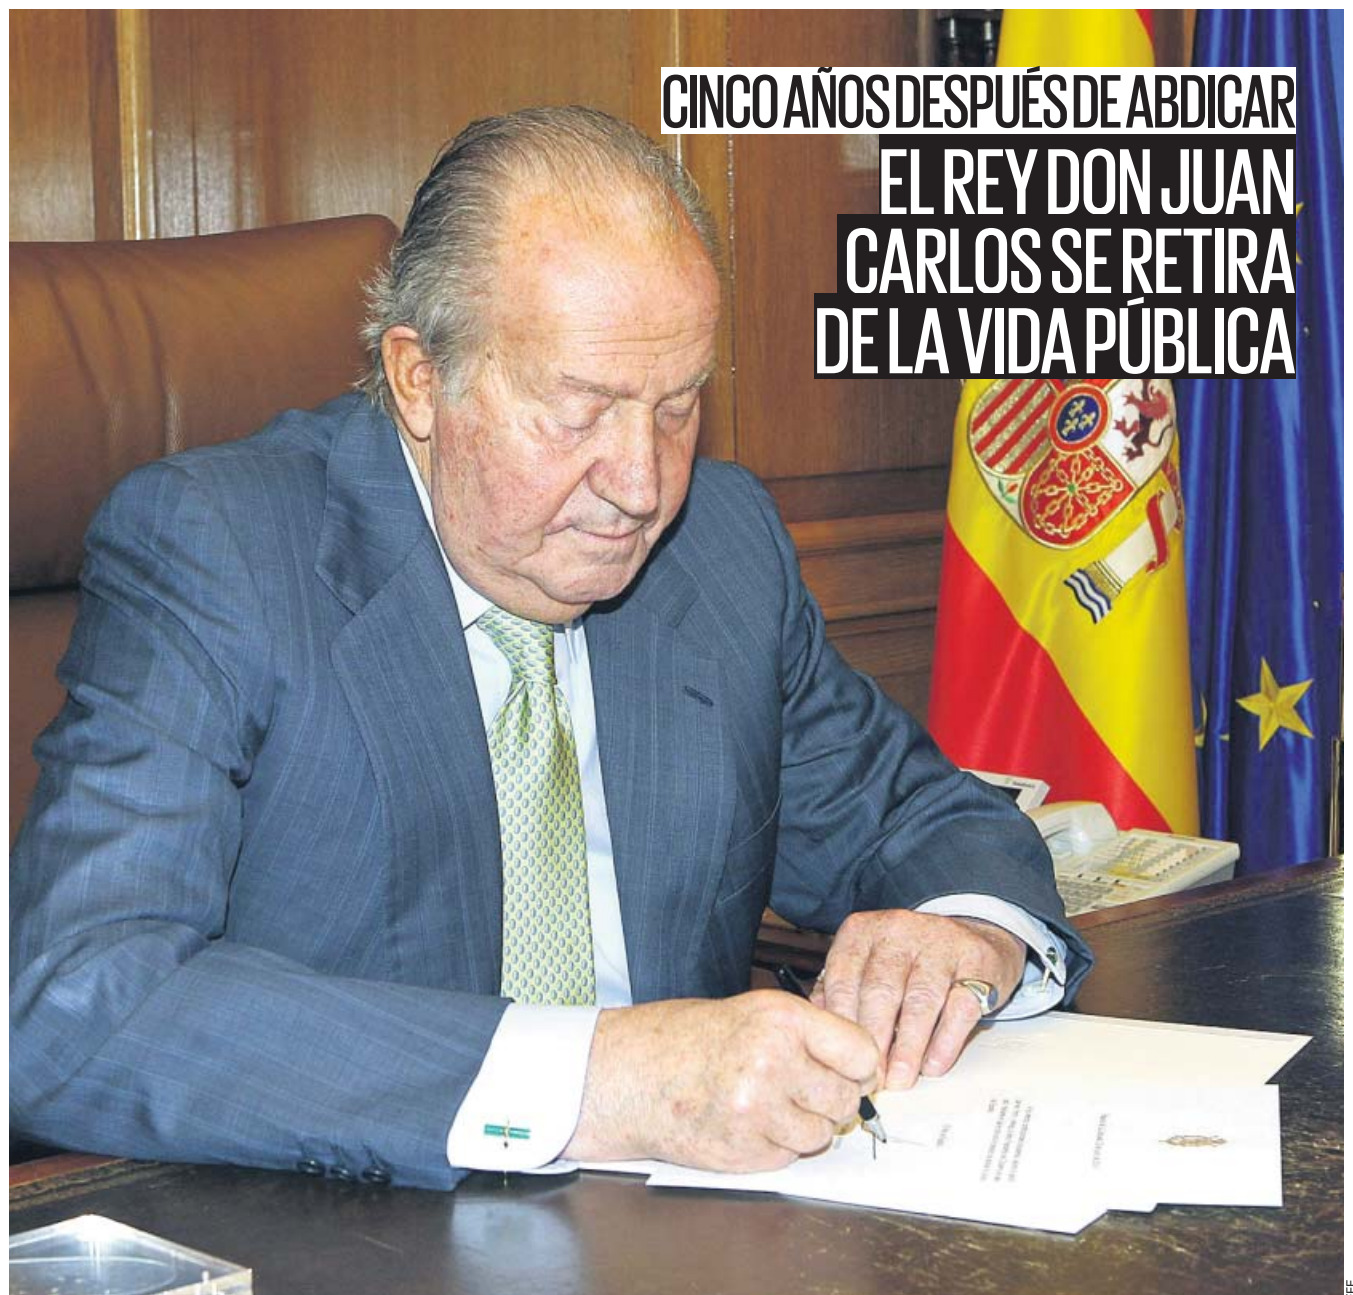 CINCO AÑOS DESPUÉS DE ABDICAR
EL REY DON JUAN
CARLOS SE RETIRA
DE LA VIDA PÚBLICA